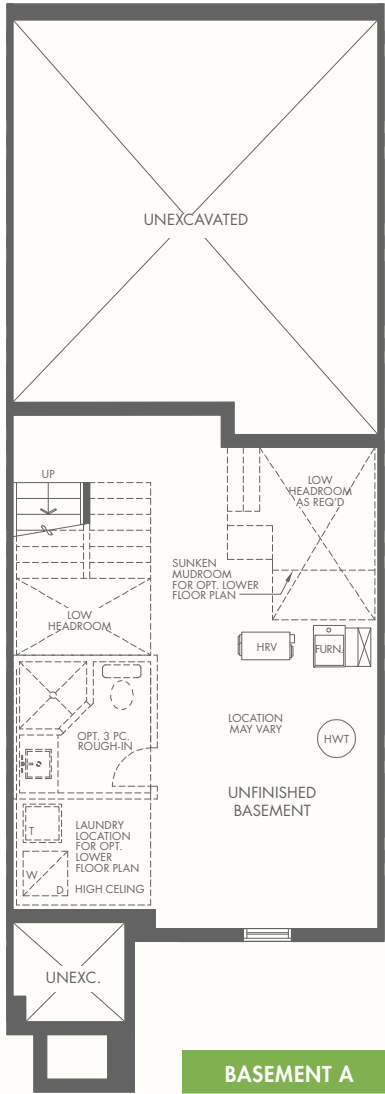 UNEXCAVATED
UP
LOW
HEADROOM
AS REQ'D
SUNKEN
MUDROOM
FOR OPT. LOWER
FLOOR PLAN
LOW
HEADROOM
HRV
FURN.
OPT. 3 PC.
ROUGH-IN
LOCATION
MAY VARY
HWT
UNFINISHED
BASEMENT
T
LAUNDRY
LOCATION
FOR OPT.
LOWER
FLOOR PLAN
W
D
HIGH CELING
UNEXC.
BASEMENT A